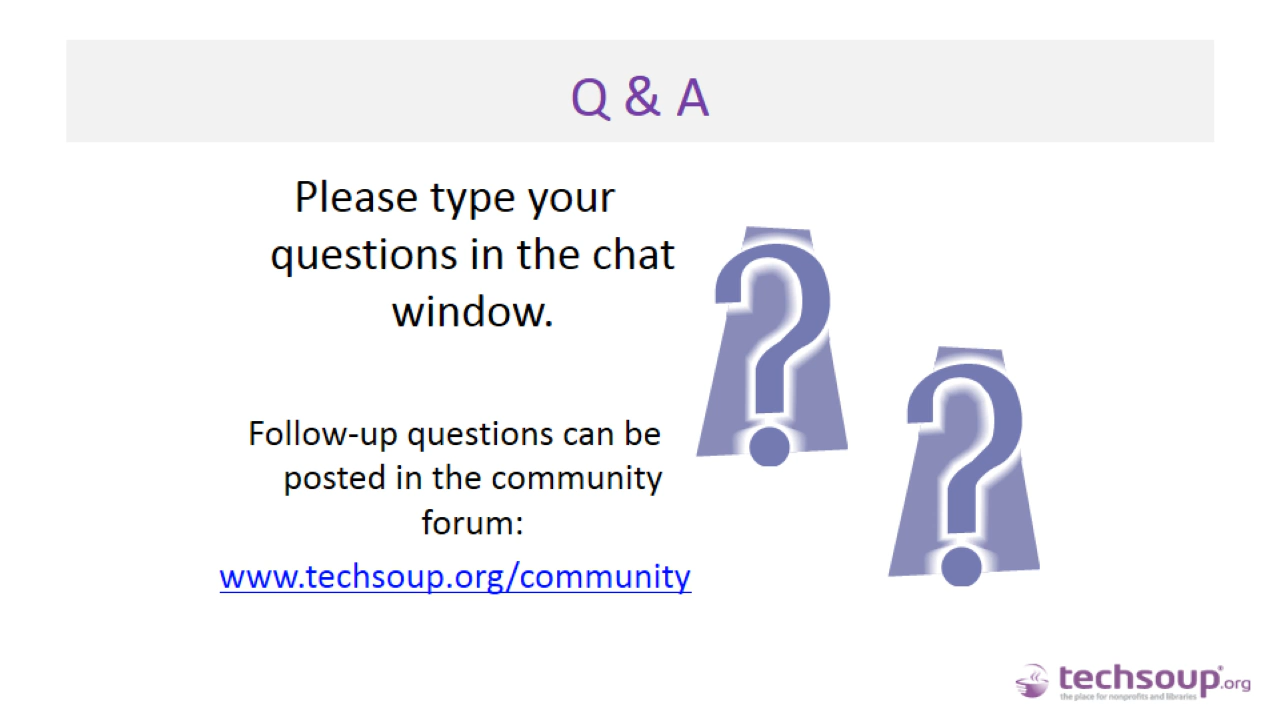 Q & A
Please type your
questions in the chat
window.
Follow-up questions can be
posted in the community
forum:
www.techsoup.org/community
techsoup®.org
the place for nonprofits and libraries